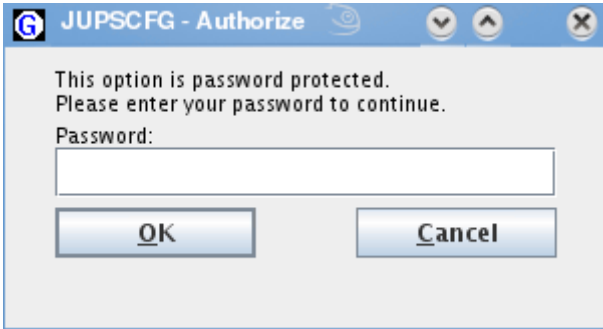 G JUPSCFG - Authorize
This option is password protected.
Please enter your password to continue.
Password:
OK Cancel